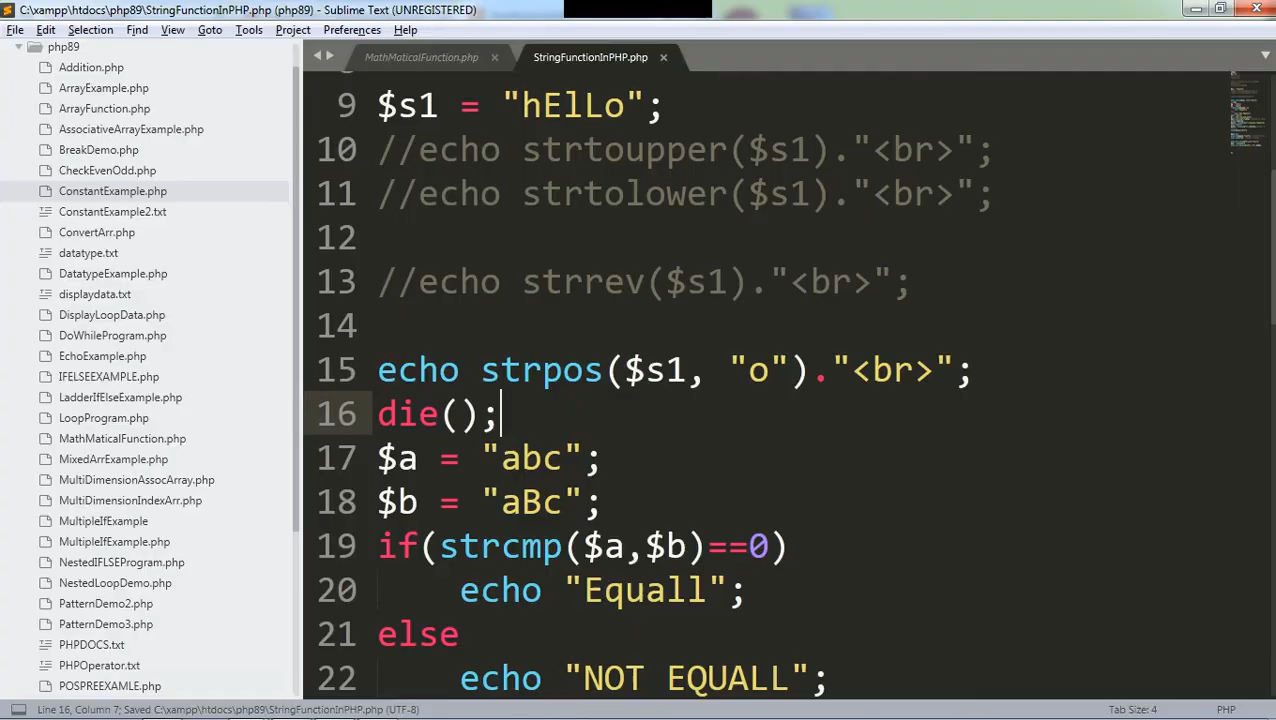 C:\xampp\htdocs\php89\StringFunctionInPHP.php (php89) - Sublime Text (UNREGISTERED)
File Edit Selection Find View Goto Tools Project Preferences Help
php89
Addition.php
ArrayExample.php
ArrayFunction.php
AssociativeArrayExample.php
BreakDemo.php
CheckEvenOdd.php
ConstantExample.php
ConstantExample2.txt
ConvertArr.php
datatype.txt
DatatypeExample.php
displaydata.txt
DisplayLoopData.php
DoWhileProgram.php
EchoExample.php
IFELSEEXAMPLE.php
LadderIfElseExample.php
LoopProgram.php
MathMaticalFunction.php
MixedArrExample.php
MultiDimensionAssocArray.php
MultiDimensionIndexArr.php
MultipleIfExample
MultipleIfExample.php
NestedIFLSEProgram.php
NestedLoopDemo.php
PatternDemo2.php
PatternDemo3.php
PHPDOCS.txt
PHPOperator.txt
POSPREEXAMLE.php
MathMaticalFunction.php StringFunctionInPHP.php
9 $s1 = "hElLo";
10 //echo strtoupper($s1)."<br>";
11 //echo strtolower($s1)."<br>";
12
13 //echo strrev($s1)."<br>";
14
15 echo strpos($s1, "o")."<br>";
16 die();
17 $a = "abc";
18 $b = "aBc";
19 if(strcmp($a,$b)==0)
20 echo "Equall";
21 else
22 echo "NOT EQUALL";
Line 16, Column 7; Saved C:\xampp\htdocs\php89\StringFunctionInPHP.php (UTF-8) Tab Size: 4 PHP